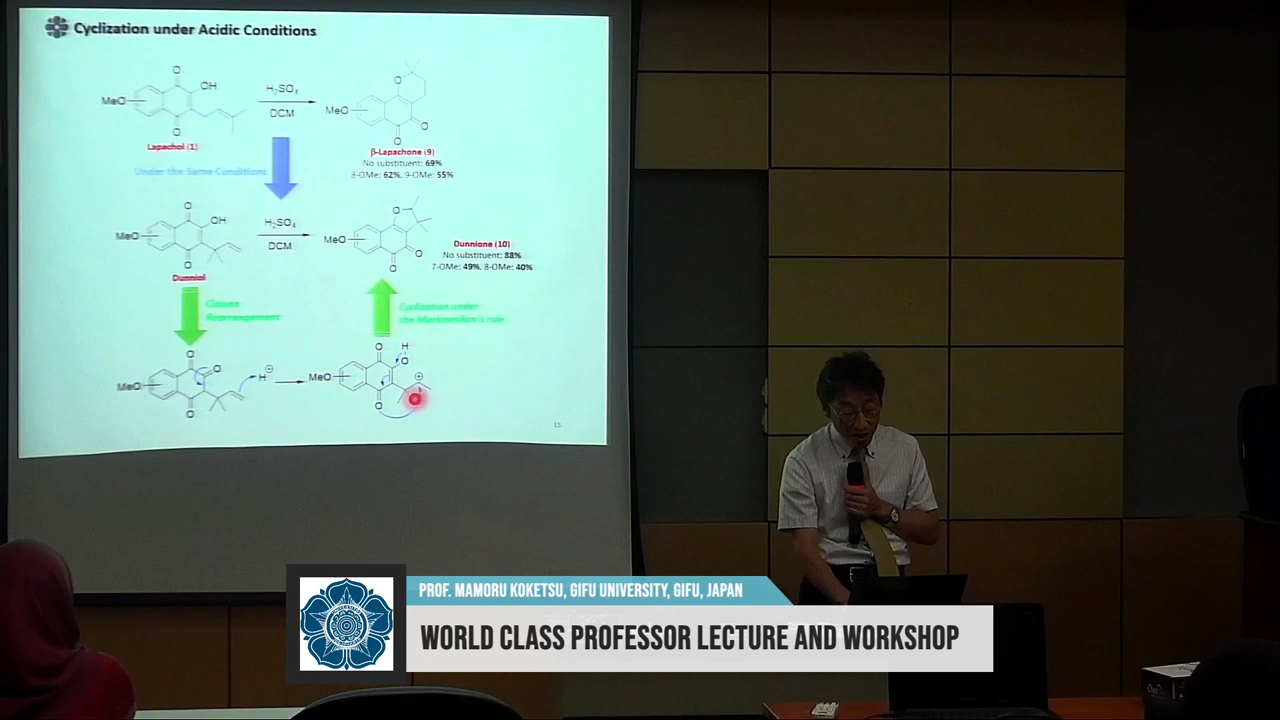 Cyclization under Acidic Conditions
O
OH
MeO
O
H₂SO₄
DCM
O
MeO
O
O
Lapachol (1)
β-Lapachone (9)
No substituent: 69%
8-OMe: 62%, 9-OMe: 55%
Under the Same Conditions
O
OH
MeO
O
H₂SO₄
DCM
O
MeO
O
O
Dunniol
Dunnione (10)
No substituent: 88%
7-OMe: 49%, 8-OMe: 40%
Claisen
Rearrangement
Cyclization under
the Markovnikov's rule
O
O
MeO
O
H⊕
O
H
O
MeO
⊕
O
15
PROF. MAMORU KOKETSU, GIFU UNIVERSITY, GIFU, JAPAN
WORLD CLASS PROFESSOR LECTURE AND WORKSHOP